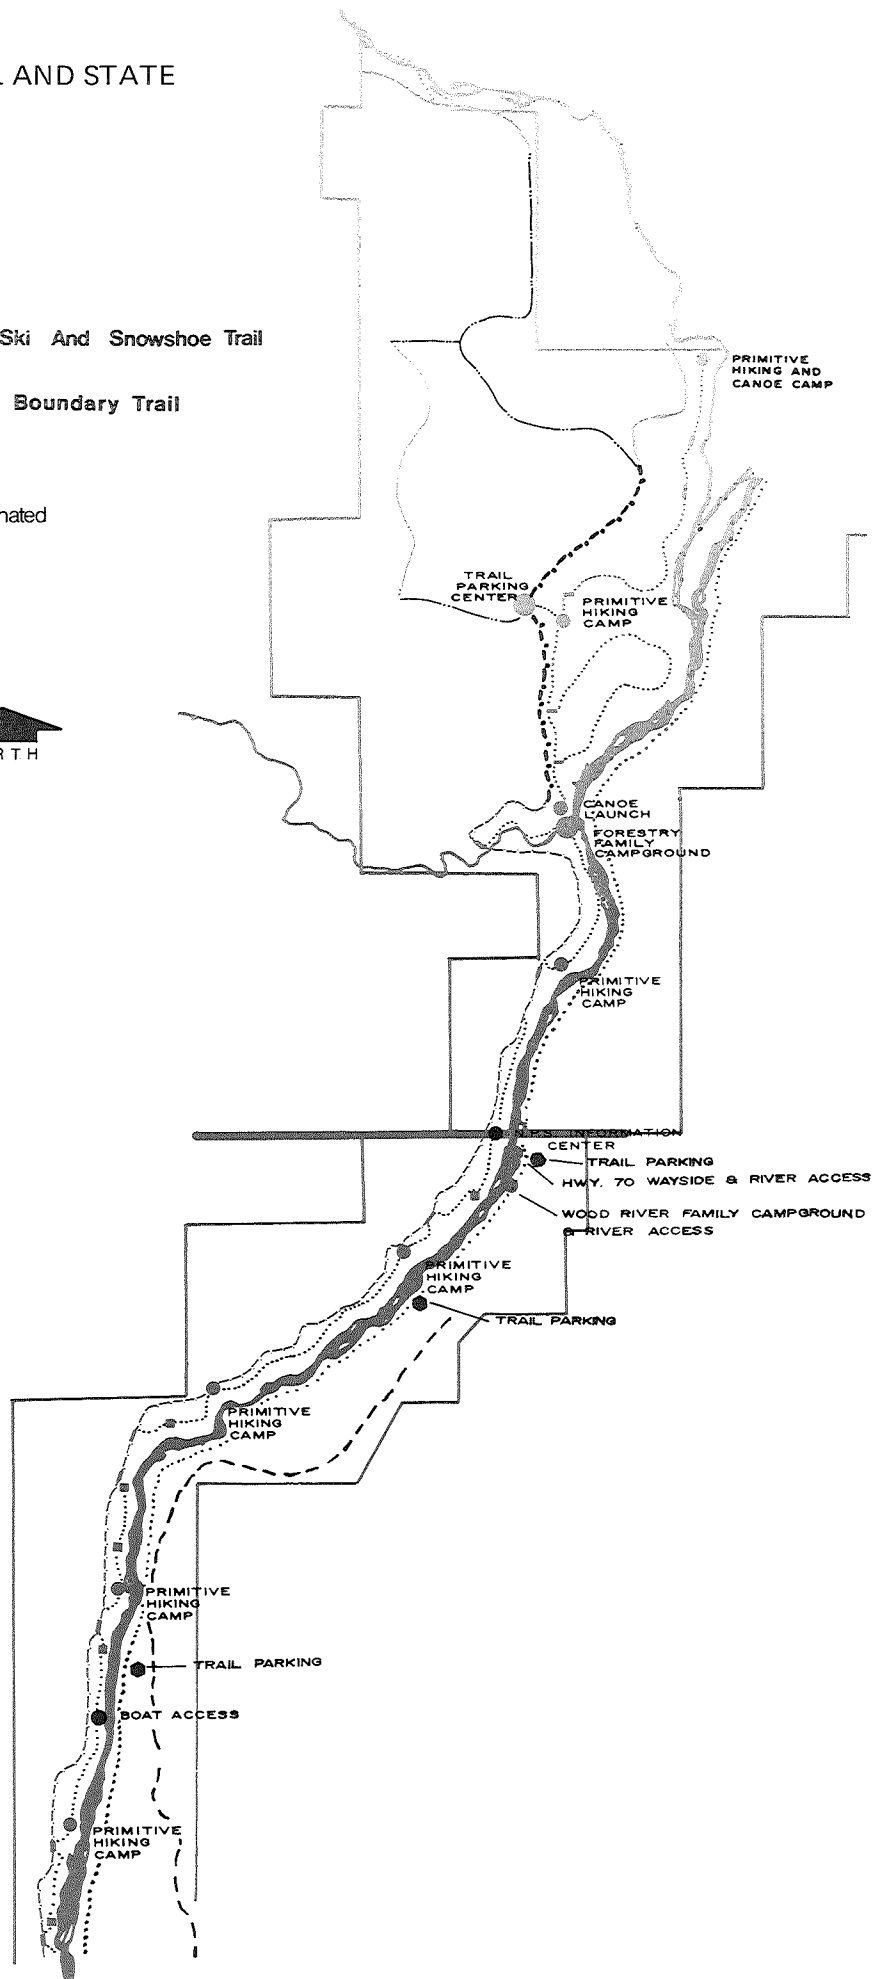 AND STATE
Ski And Snowshoe Trail
Boundary Trail
PRIMITIVE
HIKING AND
CANOE CAMP
nated
TRAIL
PARKING
CENTER
PRIMITIVE
HIKING
CAMP
RTH
CANOE
LAUNCH
FORESTRY
FAMILY
CAMPGROUND
PRIMITIVE
HIKING
CAMP
N.P.S. INFORMATION
CENTER
TRAIL PARKING
HWY. 70 WAYSIDE & RIVER ACCESS
WOOD RIVER FAMILY CAMPGROUND
& RIVER ACCESS
PRIMITIVE
HIKING
CAMP
TRAIL PARKING
PRIMITIVE
HIKING
CAMP
PRIMITIVE
HIKING
CAMP
TRAIL PARKING
BOAT ACCESS
PRIMITIVE
HIKING
CAMP